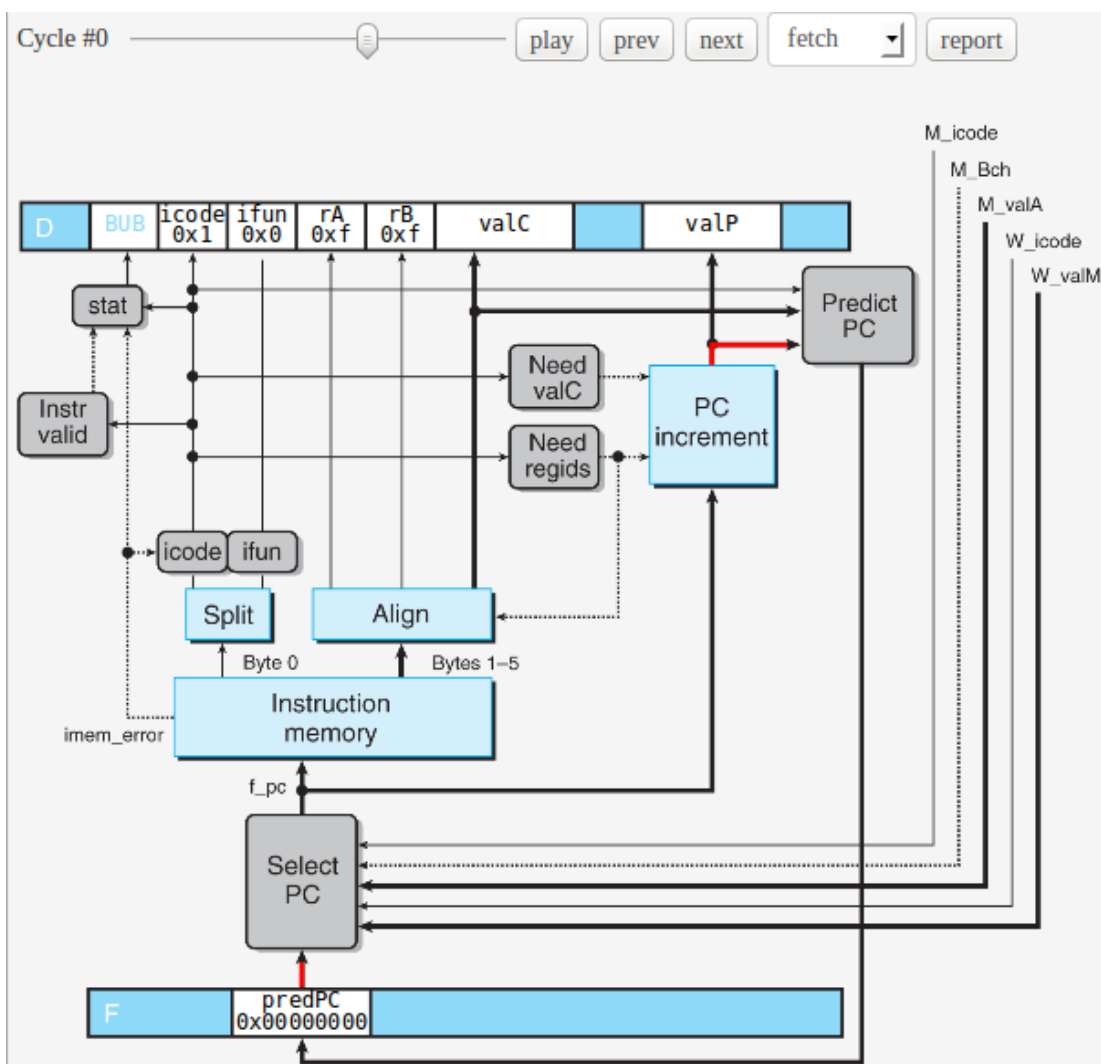 Cycle #0
play
prev
next
fetch
report
M_icode
M_Bch
M_valA
W_icode
W_valM
D
BUB
icode
0x1
ifun
0x0
rA
0xf
rB
0xf
valC
valP
stat
Predict
PC
Need
valC
PC
increment
Instr
valid
Need
regids
icode
ifun
Split
Align
Byte 0
Bytes 1–5
Instruction
memory
imem_error
f_pc
Select
PC
F
predPC
0x00000000